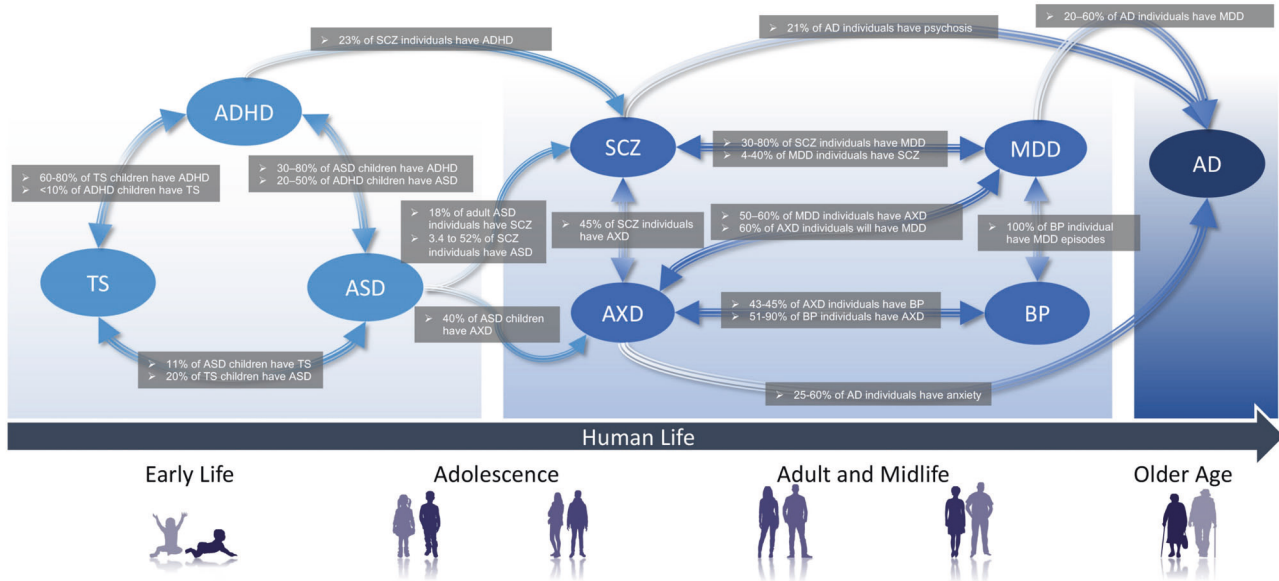 ➢ 20–60% of AD individuals have MDD
➢ 23% of SCZ individuals have ADHD
➢ 21% of AD individuals have psychosis
ADHD
SCZ
MDD
AD
➢ 30-80% of SCZ individuals have MDD
➢ 4-40% of MDD individuals have SCZ
➢ 60-80% of TS children have ADHD
➢ <10% of ADHD children have TS
➢ 30–80% of ASD children have ADHD
➢ 20–50% of ADHD children have ASD
➢ 18% of adult ASD
individuals have SCZ
➢ 3.4 to 52% of SCZ
individuals have ASD
➢ 45% of SCZ individuals
have AXD
➢ 50–60% of MDD individuals have AXD
➢ 60% of AXD individuals will have MDD
➢ 100% of BP individual
have MDD episodes
TS
ASD
AXD
BP
➢ 40% of ASD children
have AXD
➢ 43-45% of AXD individuals have BP
➢ 51-90% of BP individuals have AXD
➢ 11% of ASD children have TS
➢ 20% of TS children have ASD
➢ 25-60% of AD individuals have anxiety
Human Life
Early Life
Adolescence
Adult and Midlife
Older Age